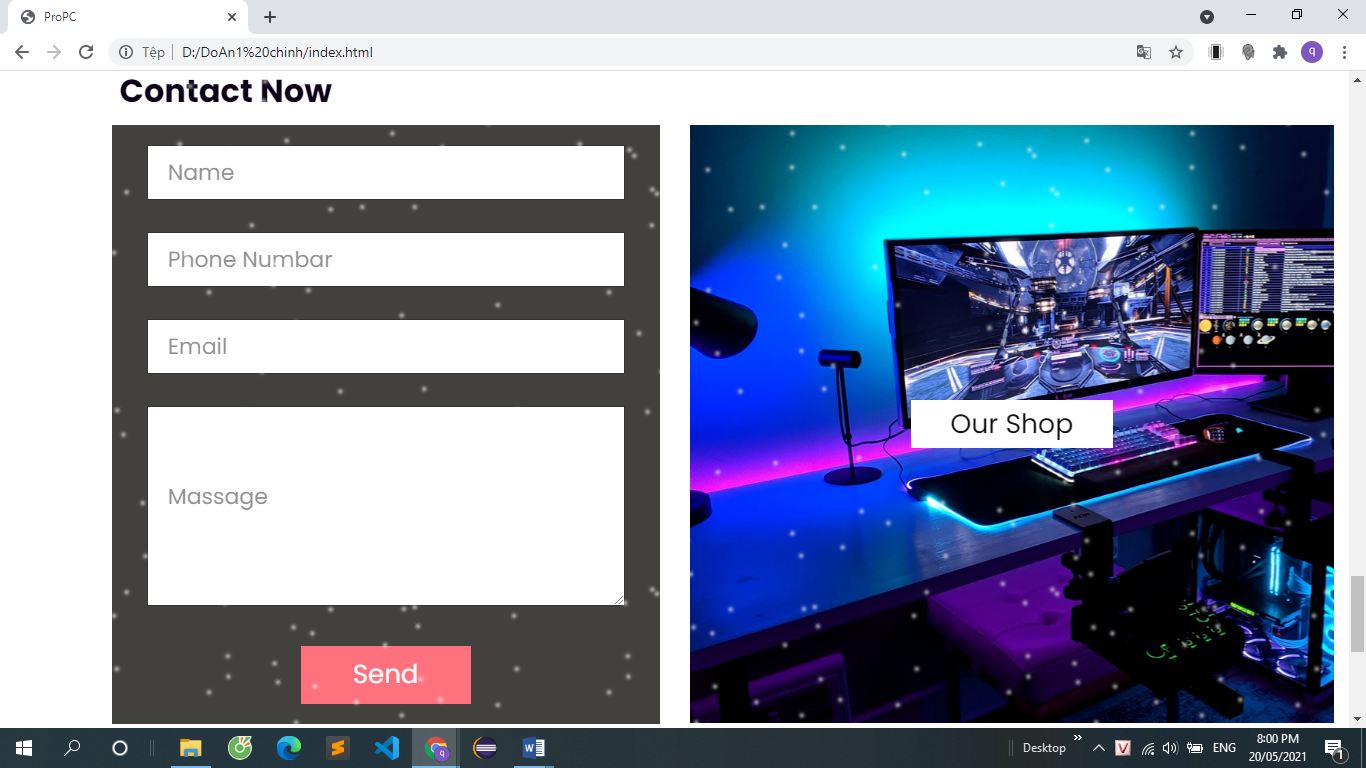 ProPC
Tệp
D:/DoAn1%20chinh/index.html
q
Contact Now
Name
Phone Numbar
Email
Massage
Send
Our Shop
Desktop
ENG
8:00 PM
20/05/2021
1